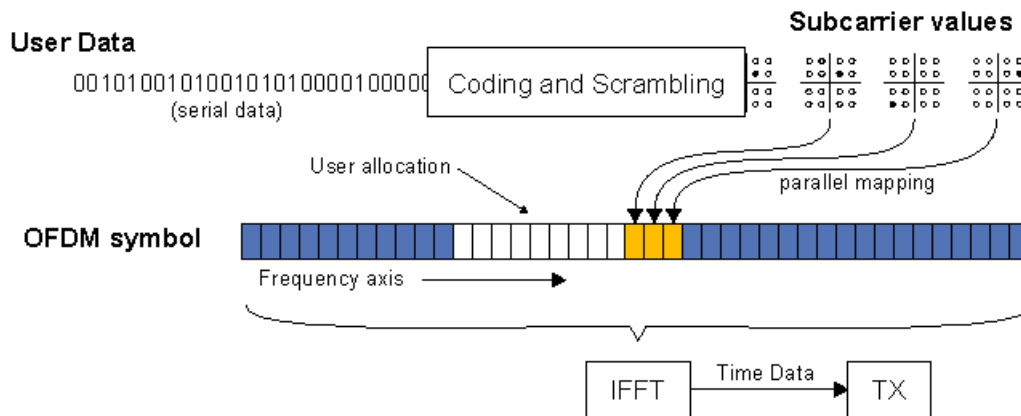 Subcarrier values
User Data
001010010100101010000100000
Coding and Scrambling
(serial data)
User allocation
parallel mapping
OFDM symbol
Frequency axis
IFFT
Time Data
TX